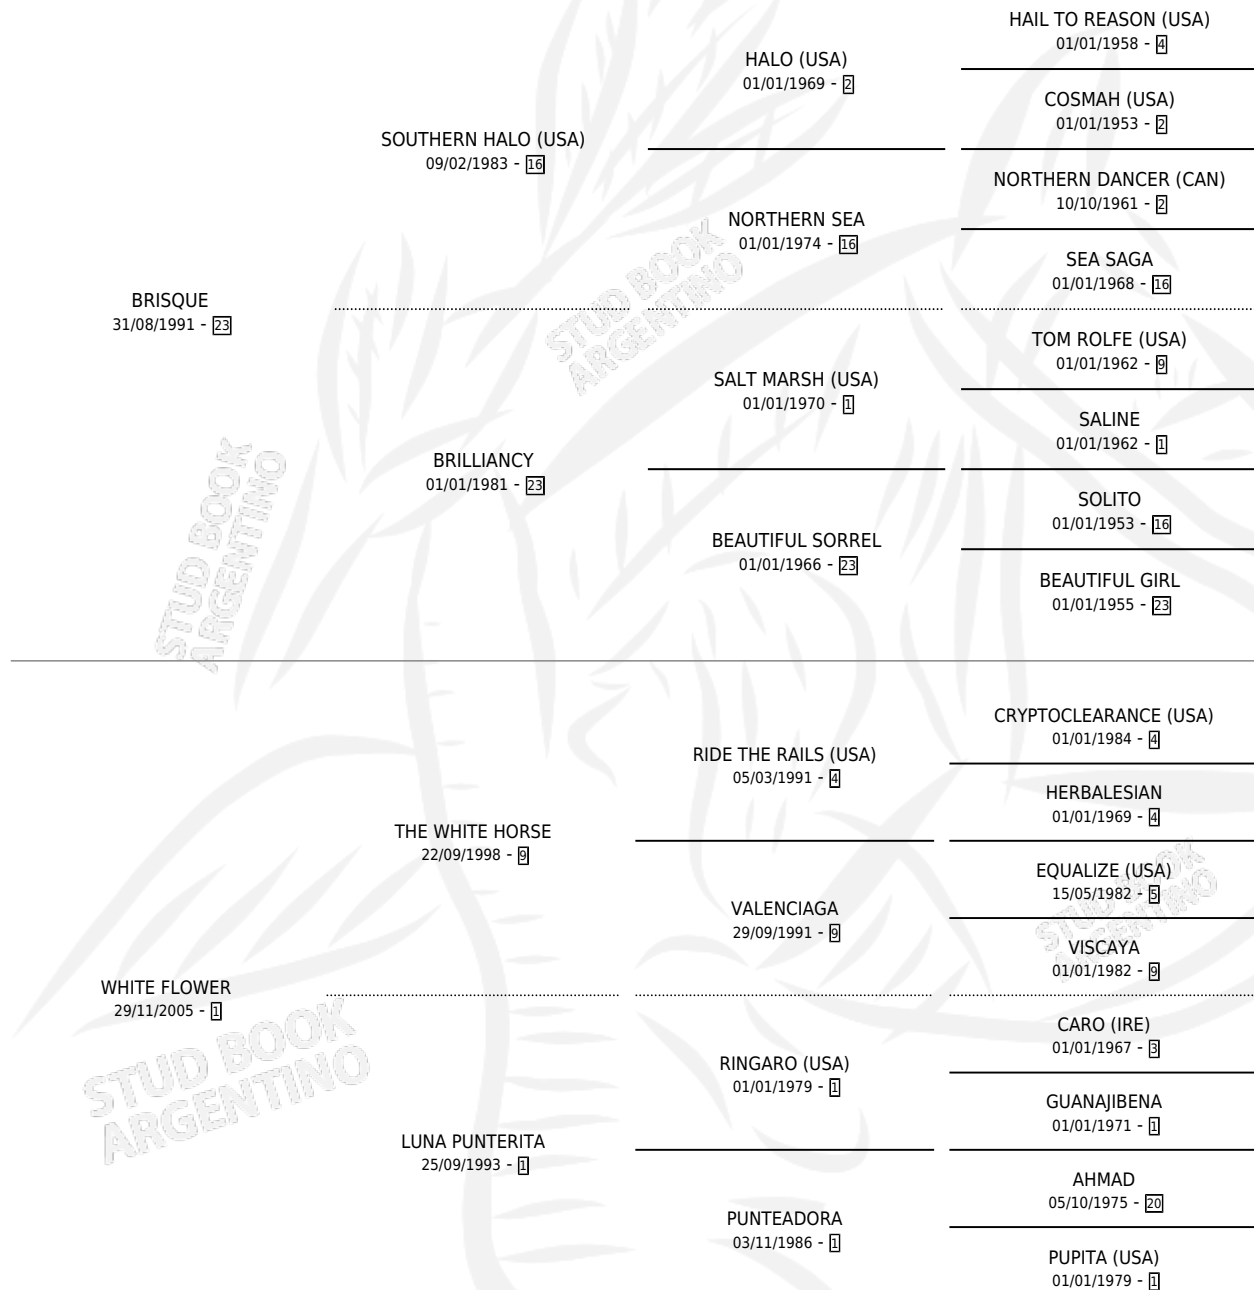 HAIL TO REASON (USA)
01/01/1958 - 4
HALO (USA)
01/01/1969 - 2
COSMAH (USA)
01/01/1953 - 2
SOUTHERN HALO (USA)
09/02/1983 - 16
NORTHERN DANCER (CAN)
10/10/1961 - 2
NORTHERN SEA
01/01/1974 - 16
SEA SAGA
01/01/1968 - 16
BRISQUE
31/08/1991 - 23
STUD BOOK
ARGENTINO
TOM ROLFE (USA)
01/01/1962 - 9
SALT MARSH (USA)
01/01/1970 - 1
SALINE
01/01/1962 - 1
BRILLIANCY
01/01/1981 - 23
SOLITO
01/01/1953 - 16
BEAUTIFUL SORREL
01/01/1966 - 23
BEAUTIFUL GIRL
01/01/1955 - 23
STUD BOOK
ARGENTINO
CRYPTOCLEARANCE (USA)
01/01/1984 - 4
RIDE THE RAILS (USA)
05/03/1991 - 4
HERBALESIAN
01/01/1969 - 4
THE WHITE HORSE
22/09/1998 - 9
EQUALIZE (USA)
15/05/1982 - 5
VALENCIAGA
29/09/1991 - 9
VISCAYA
01/01/1982 - 9
STUD BOOK
ARGENTINO
WHITE FLOWER
29/11/2005 - 1
STUD BOOK
ARGENTINO
CARO (IRE)
01/01/1967 - 3
RINGARO (USA)
01/01/1979 - 1
GUANAJIBENA
01/01/1971 - 1
LUNA PUNTERITA
25/09/1993 - 1
AHMAD
05/10/1975 - 20
PUNTEADORA
03/11/1986 - 1
PUPITA (USA)
01/01/1979 - 1